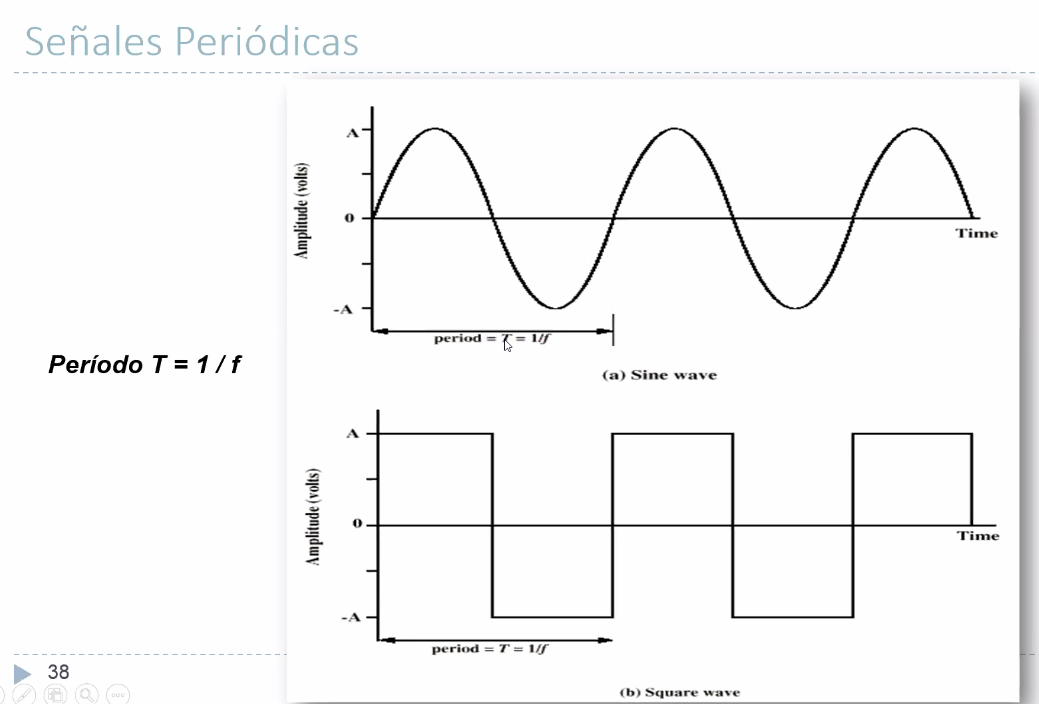 Señales Periódicas
A
0
-A
Amplitude (volts)
Time
period = T = 1/f
(a) Sine wave
Período T = 1 / f
A
0
-A
Amplitude (volts)
Time
period = T = 1/f
(b) Square wave
38